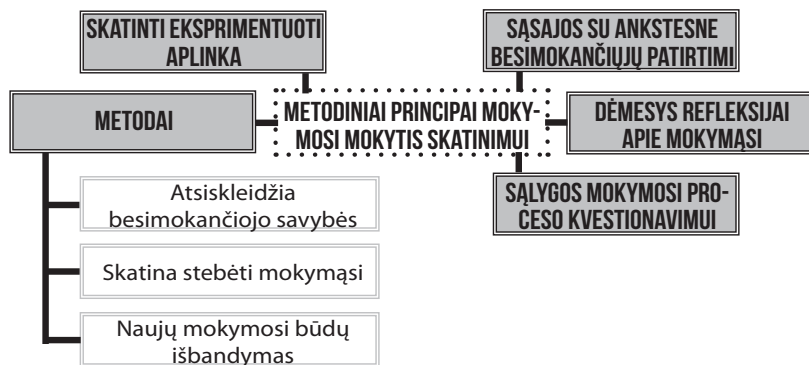 SKATINTI EKSPRIMENTUOTI
APLINKA
SĄSAJOS SU ANKSTESNE
BESIMOKANČIŲJŲ PATIRTIMI
METODAI
METODINIAI PRINCIPAI MOKY-
MOSI MOKYTIS SKATINIMUI
DĖMESYS REFLEKSIJAI
APIE MOKYMĄSI
SĄLYGOS MOKYMOSI PRO-
CESO KVESTIONAVIMUI
Atsiskleidžia
besimokančiojo savybės
Skatina stebėti mokymąsi
Naujų mokymosi būdų
išbandymas